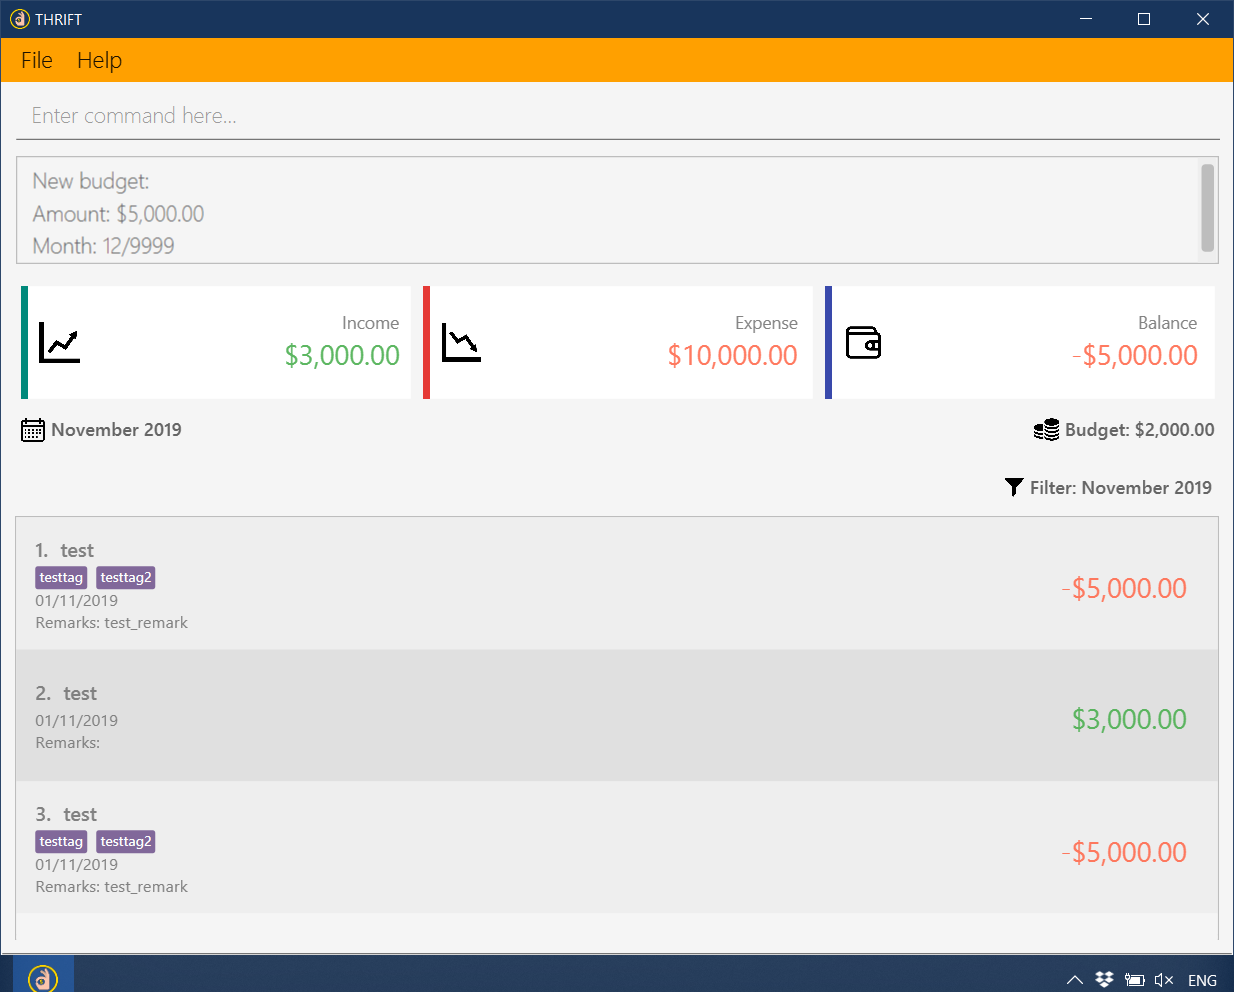 THRIFT
File Help
Enter command here...
New budget:
Amount: $5,000.00
Month: 12/9999
Income
$3,000.00
Expense
$10,000.00
Balance
-$5,000.00
November 2019
Budget: $2,000.00
Filter: November 2019
1. test
testtag testtag2
01/11/2019
Remarks: test_remark
-$5,000.00
2. test
01/11/2019
Remarks:
$3,000.00
3. test
testtag testtag2
01/11/2019
Remarks: test_remark
-$5,000.00
ENG